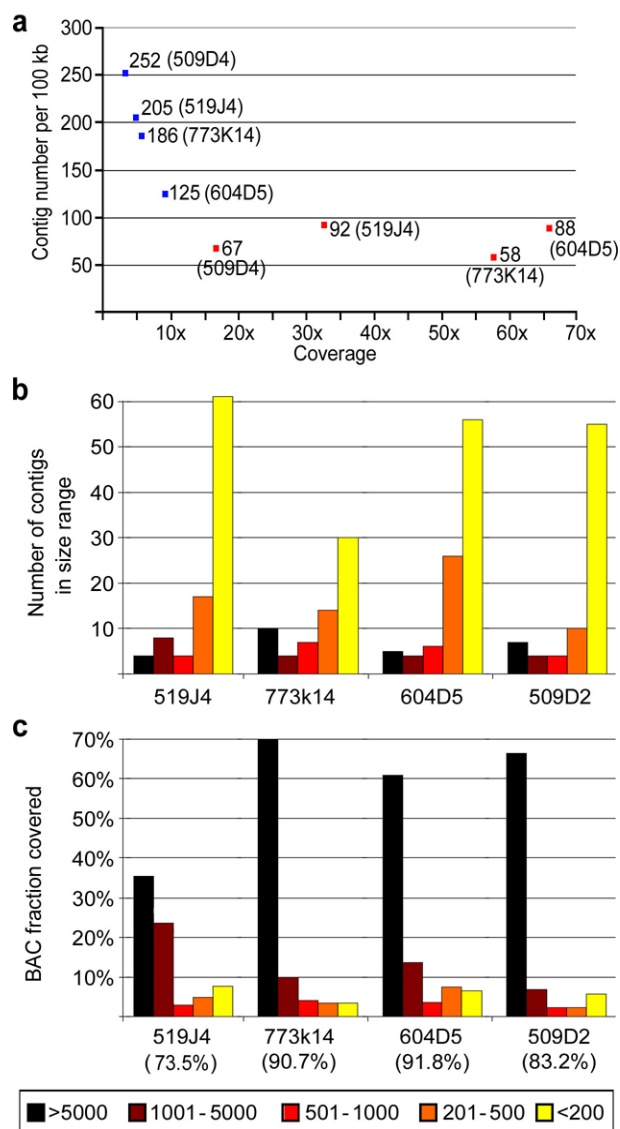 a
Contig number per 100 kb
300
250
200
150
100
50
252 (509D4)
205 (519J4)
186 (773K14)
125 (604D5)
67
(509D4)
92 (519J4)
58
(773K14)
88
(604D5)
10x 20x 30x 40x 50x 60x 70x
Coverage
b
Number of contigs
in size range
60
50
40
30
20
10
519J4 773k14 604D5 509D2
c
BAC fraction covered
70%
60%
50%
40%
30%
20%
10%
519J4 773k14 604D5 509D2
(73.5%) (90.7%) (91.8%) (83.2%)
>5000 1001-5000 501-1000 201-500 <200